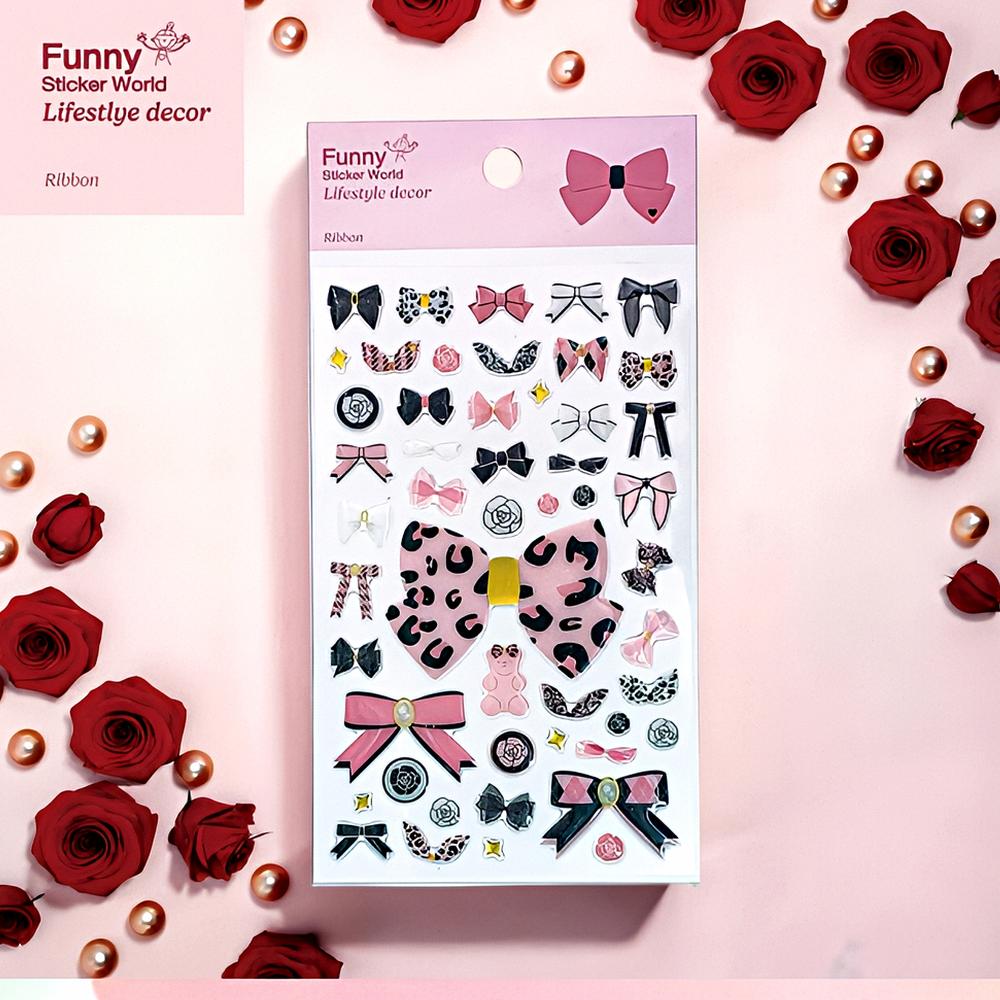 Funny
Sticker World
Lifestlye decor
RIbbon
Funny
Sticker World
Lifestyle decor
Ribbon